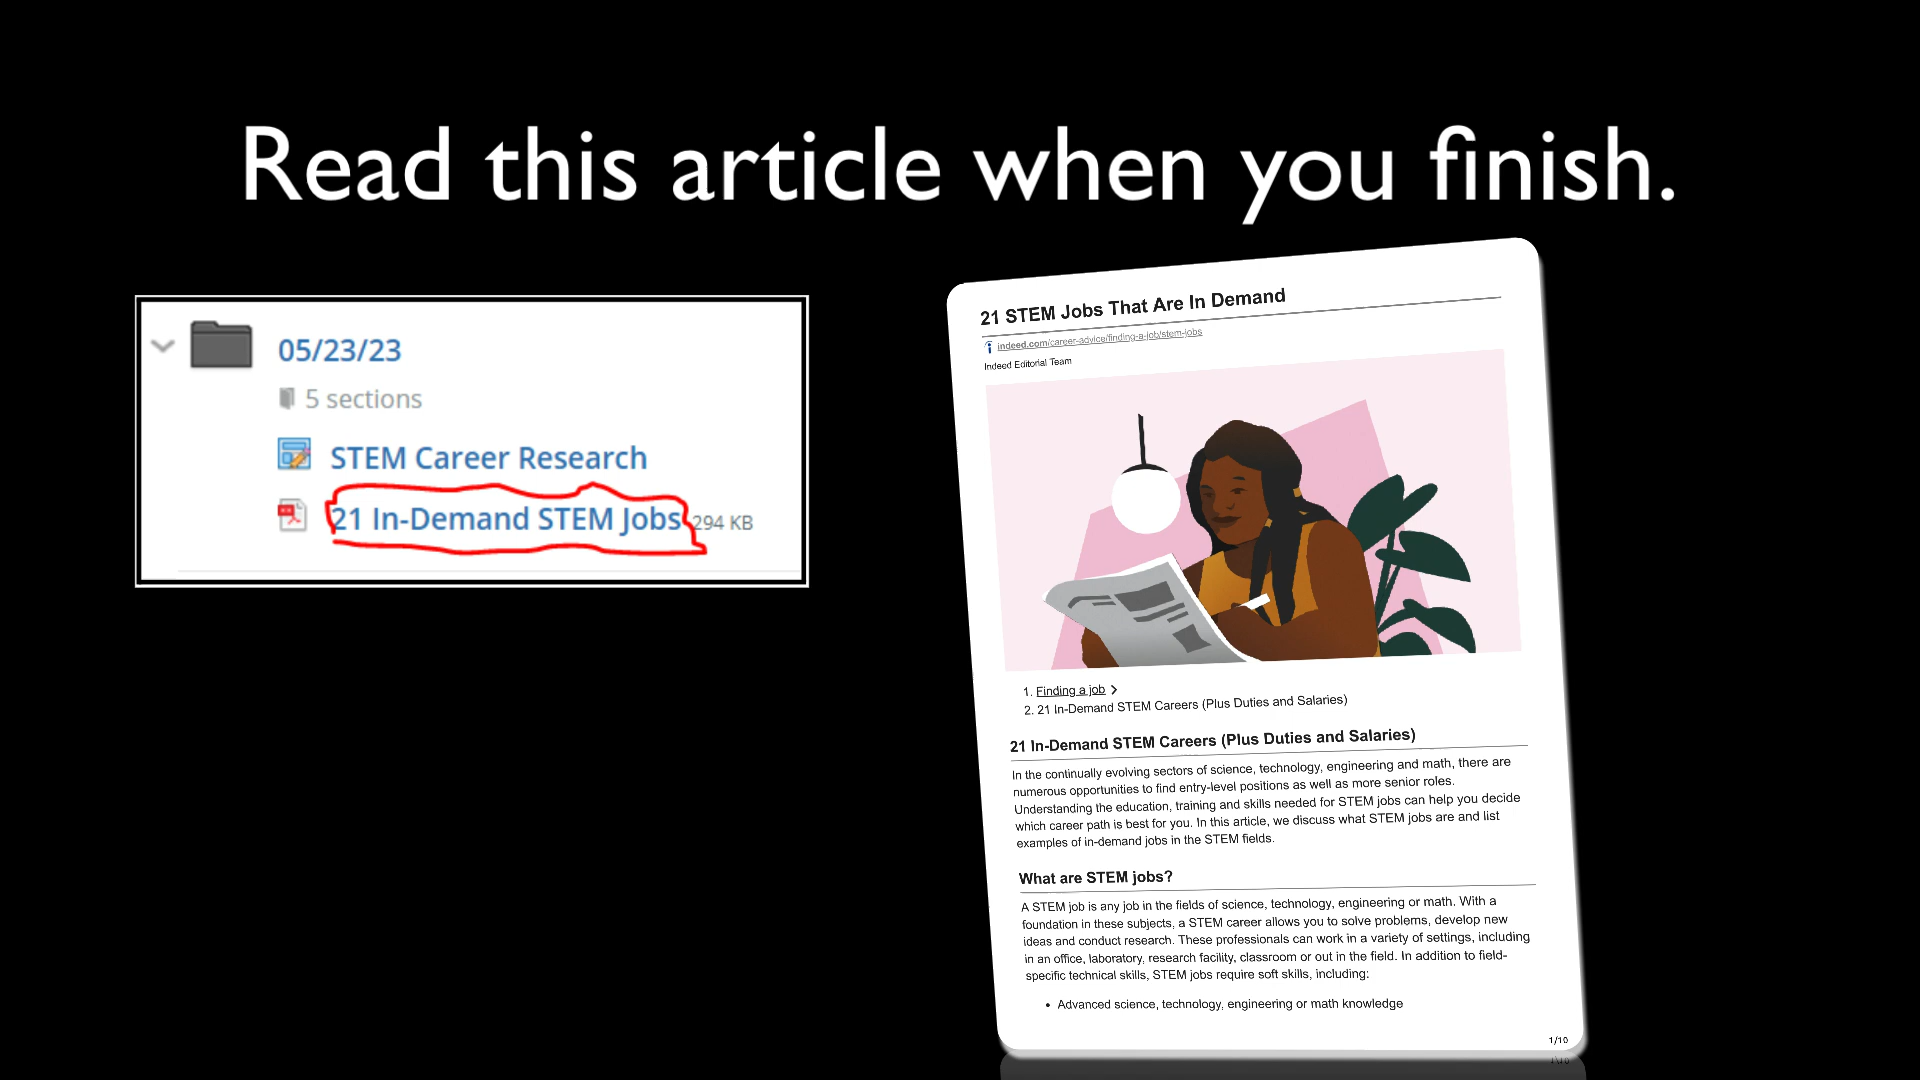 Read this article when you finish.
05/23/23
5 sections
STEM Career Research
21 In-Demand STEM Jobs 294 KB
21 STEM Jobs That Are In Demand
indeed.com/career-advice/finding-a-job/stem-jobs
Indeed Editorial Team
1. Finding a job >
2. 21 In-Demand STEM Careers (Plus Duties and Salaries)
21 In-Demand STEM Careers (Plus Duties and Salaries)
In the continually evolving sectors of science, technology, engineering and math, there are
numerous opportunities to find entry-level positions as well as more senior roles.
Understanding the education, training and skills needed for STEM jobs can help you decide
which career path is best for you. In this article, we discuss what STEM jobs are and list
examples of in-demand jobs in the STEM fields.
What are STEM jobs?
A STEM job is any job in the fields of science, technology, engineering or math. With a
foundation in these subjects, a STEM career allows you to solve problems, develop new
ideas and conduct research. These professionals can work in a variety of settings, including
in an office, laboratory, research facility, classroom or out in the field. In addition to field-
specific technical skills, STEM jobs require soft skills, including:
• Advanced science, technology, engineering or math knowledge
1/10